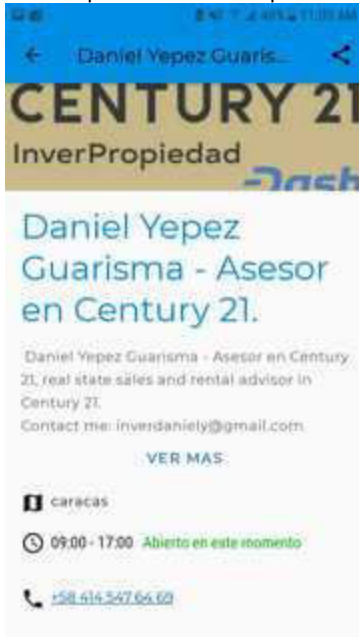 Daniel Yepez Guaris...
CENTURY 21
InverPropiedad
Dash
Daniel Yepez
Guarisma - Asesor
en Century 21.
Daniel Yepez Guarisma - Asesor en Century
21, real state sales and rental advisor in
Century 21.
Contact me: inverdaniely@gmail.com
VER MAS
caracas
09:00 - 17:00 Abierto en este momento
+58 414 547.64.69